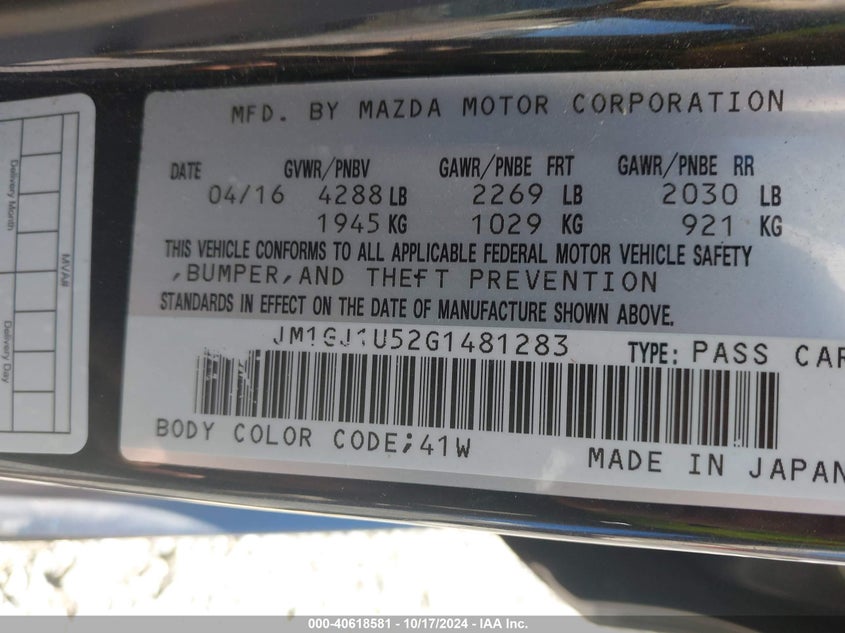 MFD. BY MAZDA MOTOR CORPORATION
DATE GVWR/PNBV GAWR/PNBE FRT GAWR/PNBE RR
04/16 4288 LB 2269 LB 2030 LB
1945 KG 1029 KG 921 KG
THIS VEHICLE CONFORMS TO ALL APPLICABLE FEDERAL MOTOR VEHICLE SAFETY
,BUMPER,AND THEFT PREVENTION
STANDARDS IN EFFECT ON THE DATE OF MANUFACTURE SHOWN ABOVE.
JM1GJ1U52G1481283 TYPE: PASS CAR
BODY COLOR CODE;41W
MADE IN JAPAN
Delivery Month
MVA#
Delivery Day
000-40618581 - 10/17/2024 - IAA Inc.